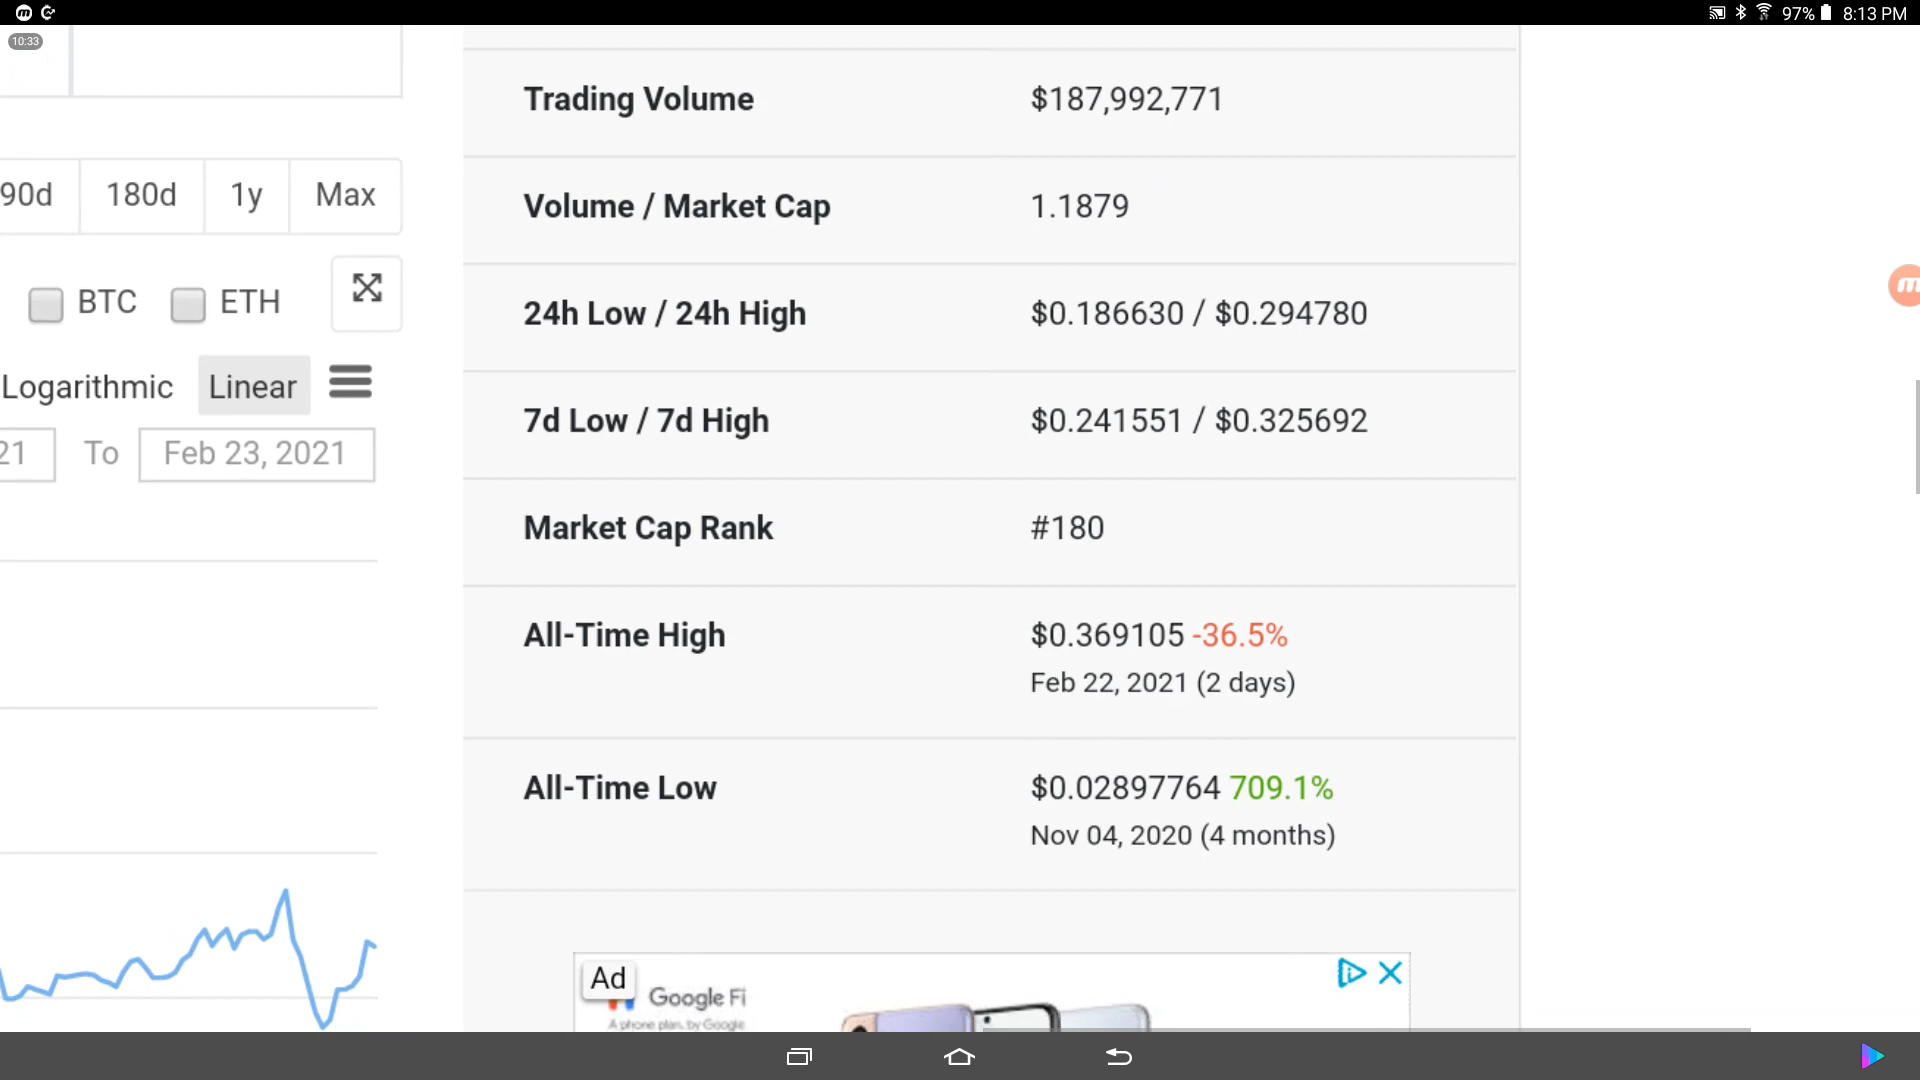 97% 8:13 PM
10:33
90d 180d 1y Max
BTC ETH
Logarithmic Linear
21 To Feb 23, 2021
Trading Volume $187,992,771
Volume / Market Cap 1.1879
24h Low / 24h High $0.186630 / $0.294780
7d Low / 7d High $0.241551 / $0.325692
Market Cap Rank #180
All-Time High $0.369105 -36.5%
Feb 22, 2021 (2 days)
All-Time Low $0.02897764 709.1%
Nov 04, 2020 (4 months)
Ad
Google Fi
A phone plan, by Google